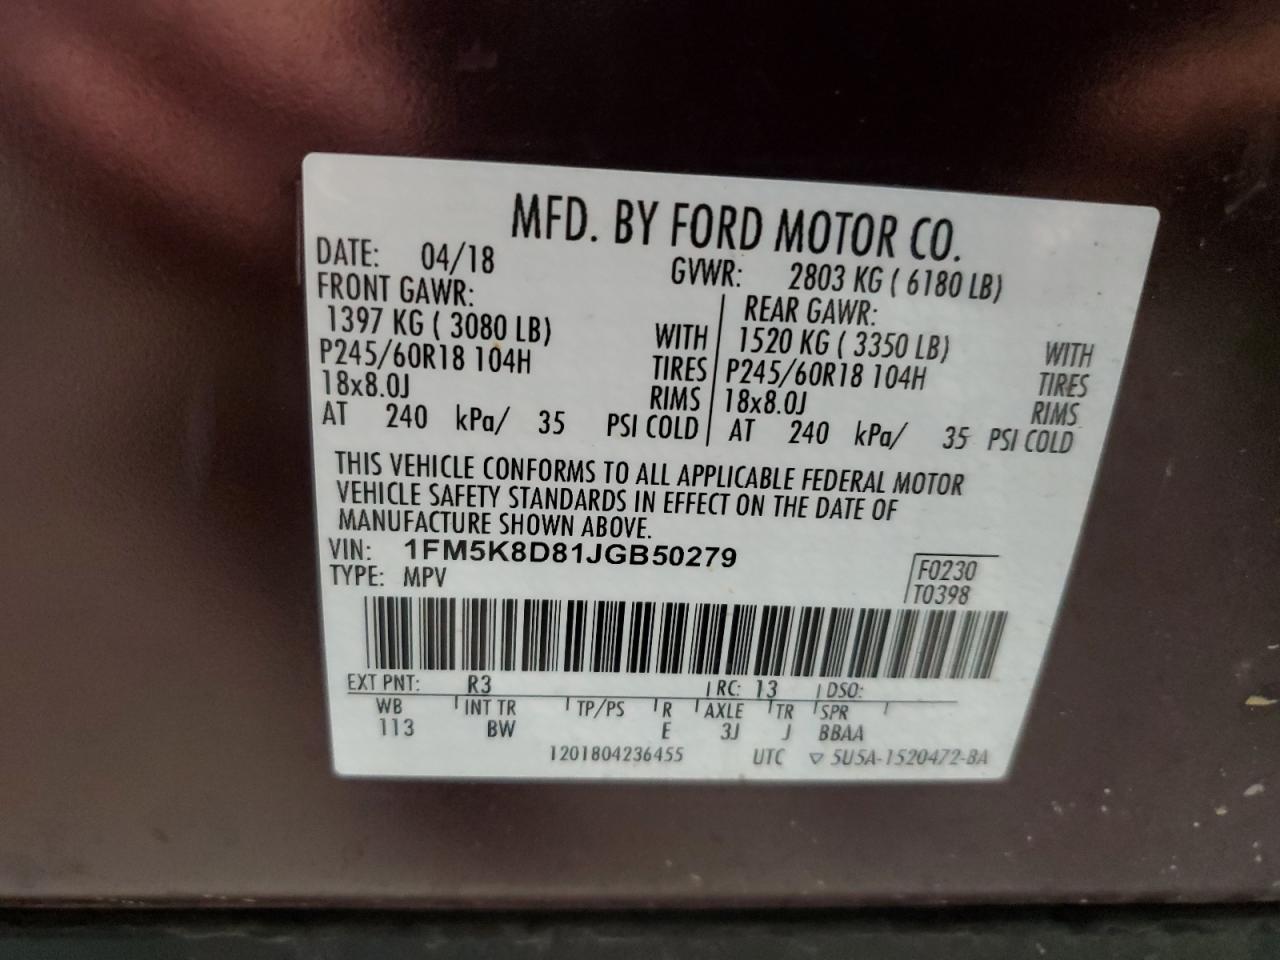 MFD. BY FORD MOTOR CO.
DATE: 04/18 GVWR: 2803 KG ( 6180 LB)
FRONT GAWR: REAR GAWR:
1397 KG ( 3080 LB) WITH 1520 KG ( 3350 LB) WITH
P245/60R18 104H TIRES P245/60R18 104H TIRES
18x8.0J RIMS 18x8.0J RIMS
AT 240 kPa/ 35 PSI COLD AT 240 kPa/ 35 PSI COLD
THIS VEHICLE CONFORMS TO ALL APPLICABLE FEDERAL MOTOR
VEHICLE SAFETY STANDARDS IN EFFECT ON THE DATE OF
MANUFACTURE SHOWN ABOVE.
VIN: 1FM5K8D81JGB50279
TYPE: MPV
F0230
T0398
EXT PNT: R3 RC: 13 DSO:
WB INT TR TP/PS R AXLE TR SPR
113 BW E 3J J BBAA
1201804236455 UTC ▽ 5U5A-1520472-BA